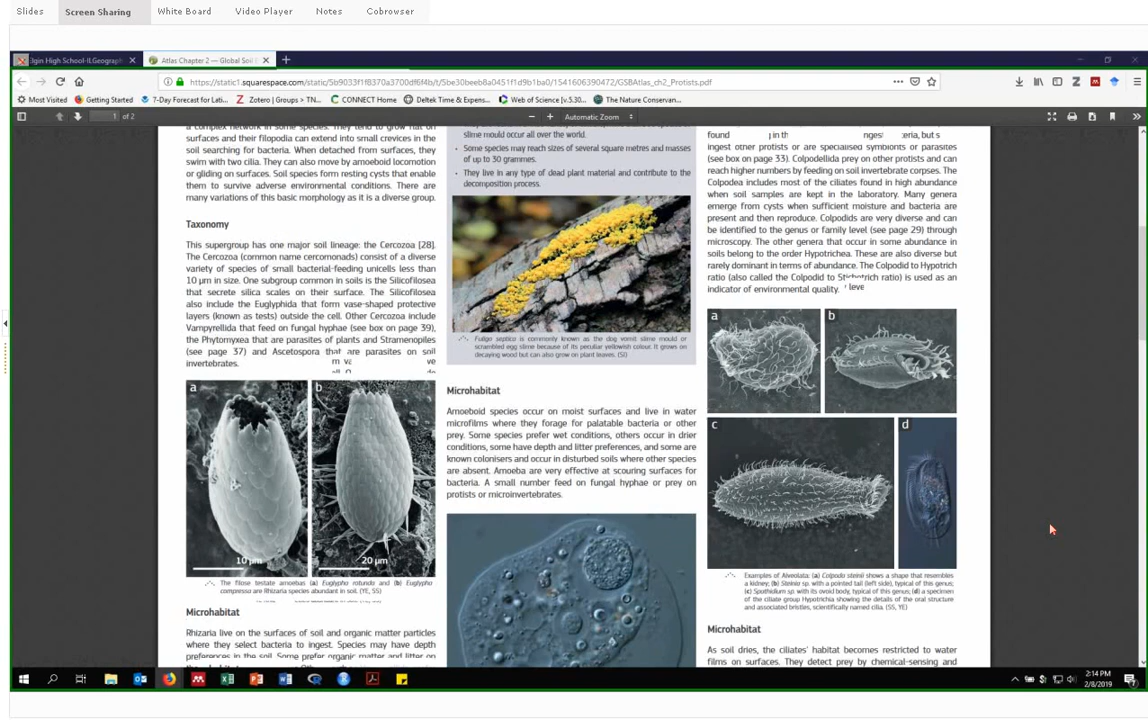 Slides Screen Sharing White Board Video Player Notes Cobrowser
Elgin High School-ILGeograph
Atlas Chapter 2 — Global Soil
https://static1.squarespace.com/static/5b9033f1f8370a3700df6f4b/t/5be30beeb8a0451f1d9b1ba0/1541606390472/GSBAtlas_ch2_Protists.pdf
Most Visited Getting Started 7-Day Forecast for Lati... Zotero | Groups > TN... CONNECT Home Deltek Time & Expens... Web of Science [v.5.30... The Nature Conservan...
1 of 2
Automatic Zoom
a complex network in some species. They tend to grow flat on
surfaces and their filopodia can extend into small crevices in the
soil searching for bacteria. When detached from surfaces, they
swim with two cilia. They can also move by amoeboid locomotion
or gliding on surfaces. Soil species form resting cysts that enable
them to survive adverse environmental conditions. There are
many variations of this basic morphology as it is a diverse group.
Taxonomy
This supergroup has one major soil lineage: the Cercozoa [28].
The Cercozoa (common name cercomonads) consist of a diverse
variety of species of small bacterial-feeding unicells less than
10 µm in size. One subgroup common in soils is the Silicofilosea
that secrete silica scales on their surface. The Silicofilosea
also include the Euglyphida that form vase-shaped protective
layers (known as tests) outside the cell. Other Cercozoa include
Vampyrellida that feed on fungal hyphae (see box on page 39),
the Phytomyxea that are parasites of plants and Stramenopiles
(see page 37) and Ascetospora that are parasites on soil
invertebrates.
a
b
10 µm
20 µm
The filose testate amoebas (a) Euglypha rotunda and (b) Euglypha
compressa are Rhizaria species abundant in soil. (YE, SS)
Microhabitat
Rhizaria live on the surfaces of soil and organic matter particles
where they select bacteria to ingest. Species may have depth
preferences in the soil. Some prefer organic matter and litter on
slime mould occur all over the world.
• Some species may reach sizes of several square metres and masses
of up to 30 grammes.
• They live in any type of dead plant material and contribute to the
decomposition process.
Fuligo septica is commonly known as the dog vomit slime mould or
scrambled egg slime because of its peculiar yellowish colour. It grows on
decaying wood but can also grow on plant leaves. (SI)
Microhabitat
Amoeboid species occur on moist surfaces and live in water
microfilms where they forage for palatable bacteria or other
prey. Some species prefer wet conditions, others occur in drier
conditions, some have depth and litter preferences, and some are
known colonisers and occur in disturbed soils where other species
are absent. Amoeba are very effective at scouring surfaces for
bacteria. A small number feed on fungal hyphae or prey on
protists or microinvertebrates.
found
ingest other protists or are specialised symbionts or parasites
(see box on page 33). Colpodellida prey on other protists and can
reach higher numbers by feeding on soil invertebrate corpses. The
Colpodea includes most of the ciliates found in high abundance
when soil samples are kept in the laboratory. Many genera
emerge from cysts when sufficient moisture and bacteria are
present and then reproduce. Colpodids are very diverse and can
be identified to the genus or family level (see page 29) through
microscopy. The other genera that occur in some abundance in
soils belong to the order Hypotrichea. These are also diverse but
rarely dominant in terms of abundance. The Colpodid to Hypotrich
ratio (also called the Colpodid to Stichotrich ratio) is used as an
indicator of environmental quality.
a
b
c
d
Examples of Alveolata: (a) Colpoda steinii shows a shape that resembles
a kidney; (b) Steinia sp. with a pointed tail (left side), typical of this genus;
(c) Spathidium sp. with its ovoid body, typical of this genus; (d) a specimen
of the ciliate group Hypotrichia showing the details of the oral structure
and associated bristles, scientifically named cilia. (SS, YE)
Microhabitat
As soil dries, the ciliates' habitat becomes restricted to water
films on surfaces. They detect prey by chemical-sensing and
2:14 PM
2/8/2019